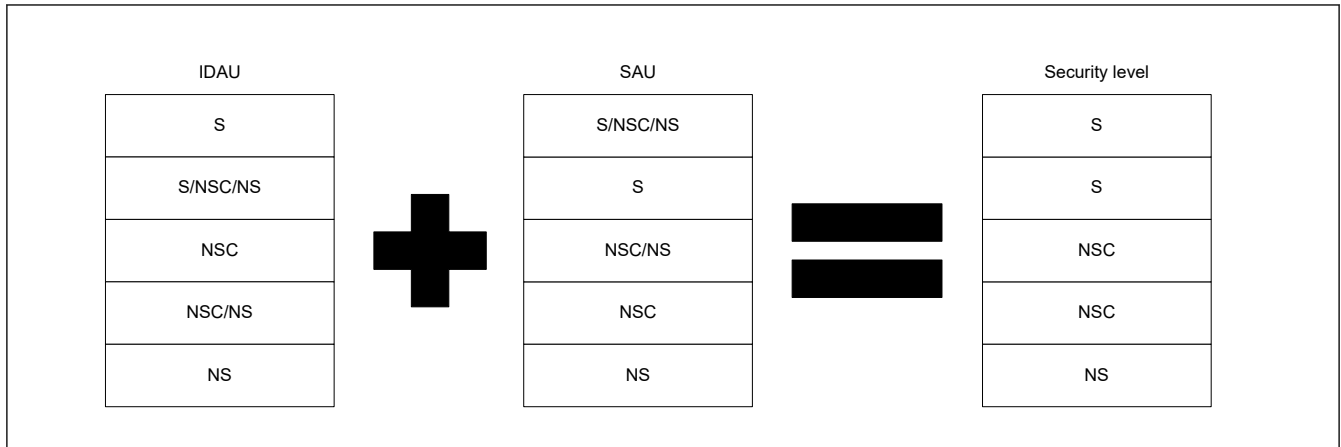 IDAU SAU Security level
S S/NSC/NS S
S/NSC/NS S S
NSC NSC/NS NSC
NSC/NS NSC NSC
NS NS NS